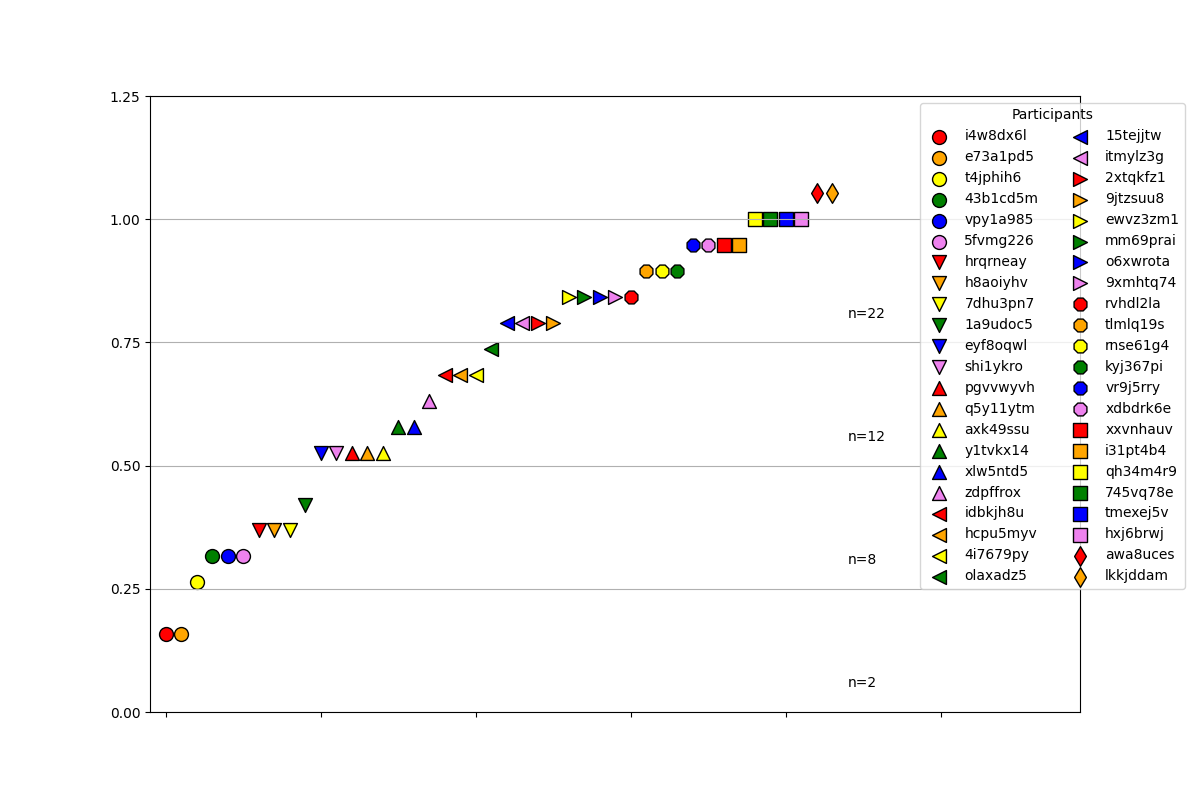 1.25
1.00
0.75
0.50
0.25
0.00
n=22
n=12
n=8
n=2
Participants
i4w8dx6l
e73a1pd5
t4jphih6
43b1cd5m
vpy1a985
5fvmg226
hrqrneay
h8aoiyhv
7dhu3pn7
1a9udoc5
eyf8oqwl
shi1ykro
pgvvwyvh
q5y11ytm
axk49ssu
y1tvkx14
xlw5ntd5
zdpffrox
idbkjh8u
hcpu5myv
4i7679py
olaxadz5
15tejjtw
itmylz3g
2xtqkfz1
9jtzsuu8
ewvz3zm1
mm69prai
o6xwrota
9xmhtq74
rvhdl2la
tlmlq19s
rnse61g4
kyj367pi
vr9j5rry
xdbdrk6e
xxvnhauv
i31pt4b4
qh34m4r9
745vq78e
tmexej5v
hxj6brwj
awa8uces
lkkjddam